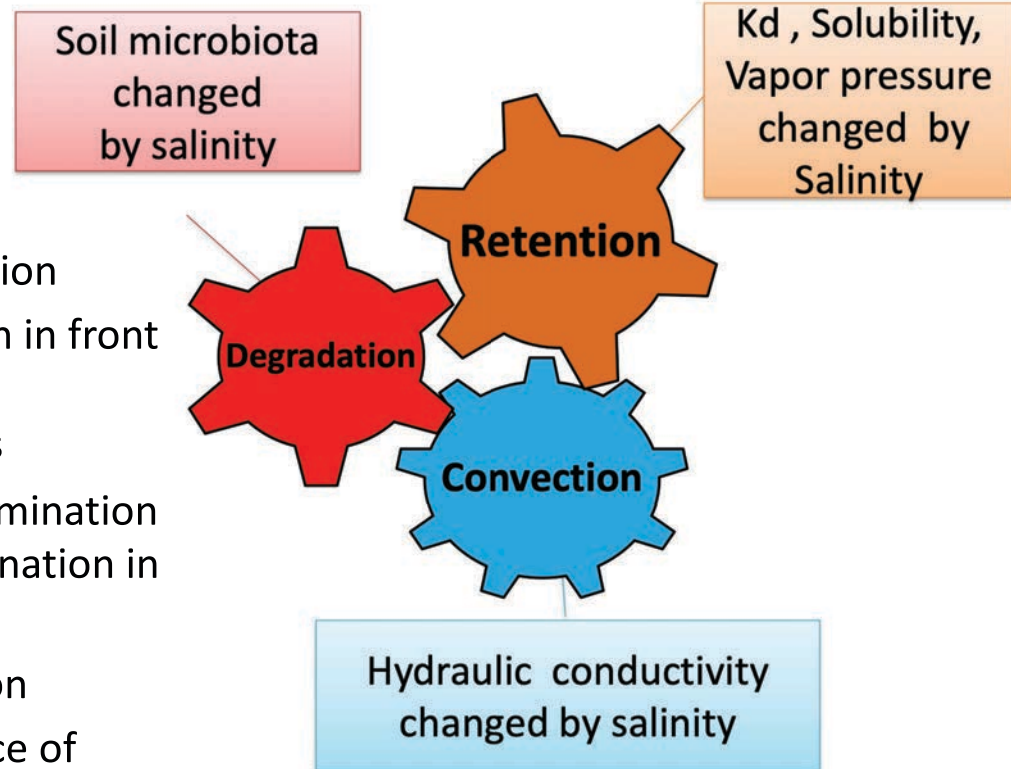 Soil microbiota
changed
by salinity
Kd , Solubility,
Vapor pressure
changed by
Salinity
Retention
Degradation
Convection
Hydraulic conductivity
changed by salinity
tion
n in front
s
mination
nation in
on
ce of